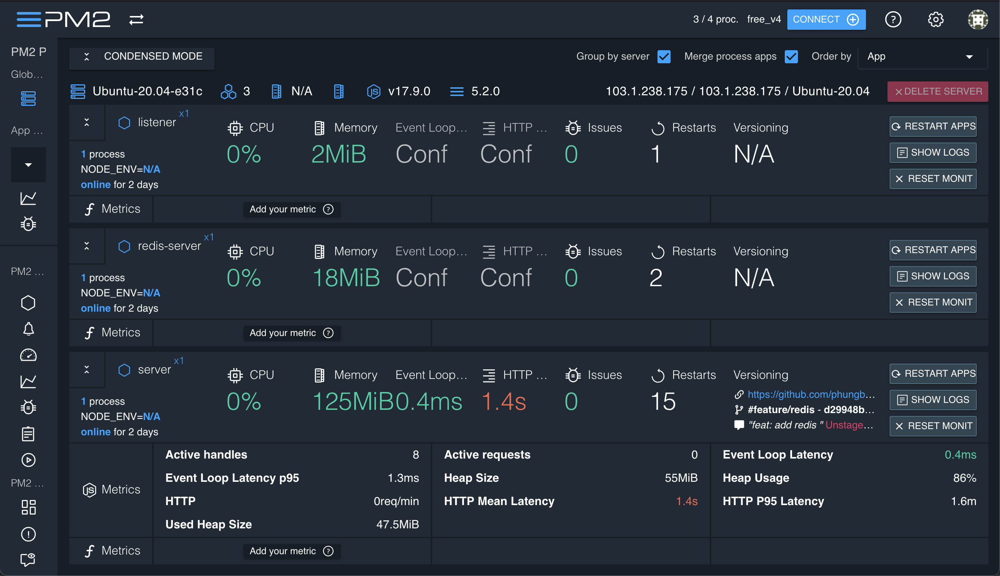 PM2
3 / 4 proc. free_v4 CONNECT
PM2 P
Glob...
App ...
PM2 ...
PM2 ...
CONDENSED MODE
Group by server Merge process apps Order by App
Ubuntu-20.04-e31c 3 N/A v17.9.0 5.2.0 103.1.238.175 / 103.1.238.175 / Ubuntu-20.04 DELETE SERVER
listener x1
1 process
NODE_ENV=N/A
online for 2 days
CPU Memory Event Loop... HTTP ... Issues Restarts Versioning
0% 2MiB Conf Conf 0 1 N/A
RESTART APPS
SHOW LOGS
RESET MONIT
Metrics Add your metric
redis-server x1
1 process
NODE_ENV=N/A
online for 2 days
CPU Memory Event Loop... HTTP ... Issues Restarts Versioning
0% 18MiB Conf Conf 0 2 N/A
RESTART APPS
SHOW LOGS
RESET MONIT
Metrics Add your metric
server x1
1 process
NODE_ENV=N/A
online for 2 days
CPU Memory Event Loop... HTTP ... Issues Restarts Versioning
0% 125MiB 0.4ms 1.4s 0 15
https://github.com/phungb...
#feature/redis - d29948b...
"feat: add redis " Unstage...
RESTART APPS
SHOW LOGS
RESET MONIT
JS Metrics
Active handles 8 Active requests 0 Event Loop Latency 0.4ms
Event Loop Latency p95 1.3ms Heap Size 55MiB Heap Usage 86%
HTTP 0req/min HTTP Mean Latency 1.4s HTTP P95 Latency 1.6m
Used Heap Size 47.5MiB
Metrics Add your metric